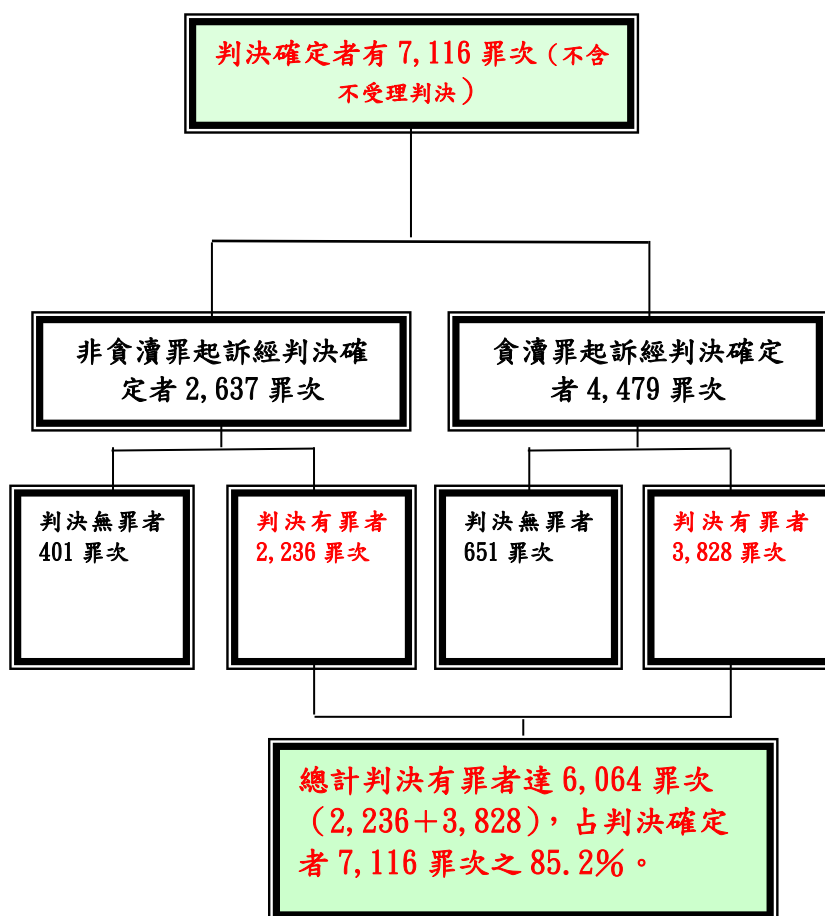 判決確定者有 7,116 罪次（不含
不受理判決）
非貪瀆罪起訴經判決確
定者 2,637 罪次
貪瀆罪起訴經判決確定
者 4,479 罪次
判決無罪者
401 罪次
判決有罪者
2,236 罪次
判決無罪者
651 罪次
判決有罪者
3,828 罪次
總計判決有罪者達 6,064 罪次
（2,236＋3,828），占判決確定
者 7,116 罪次之 85.2％。